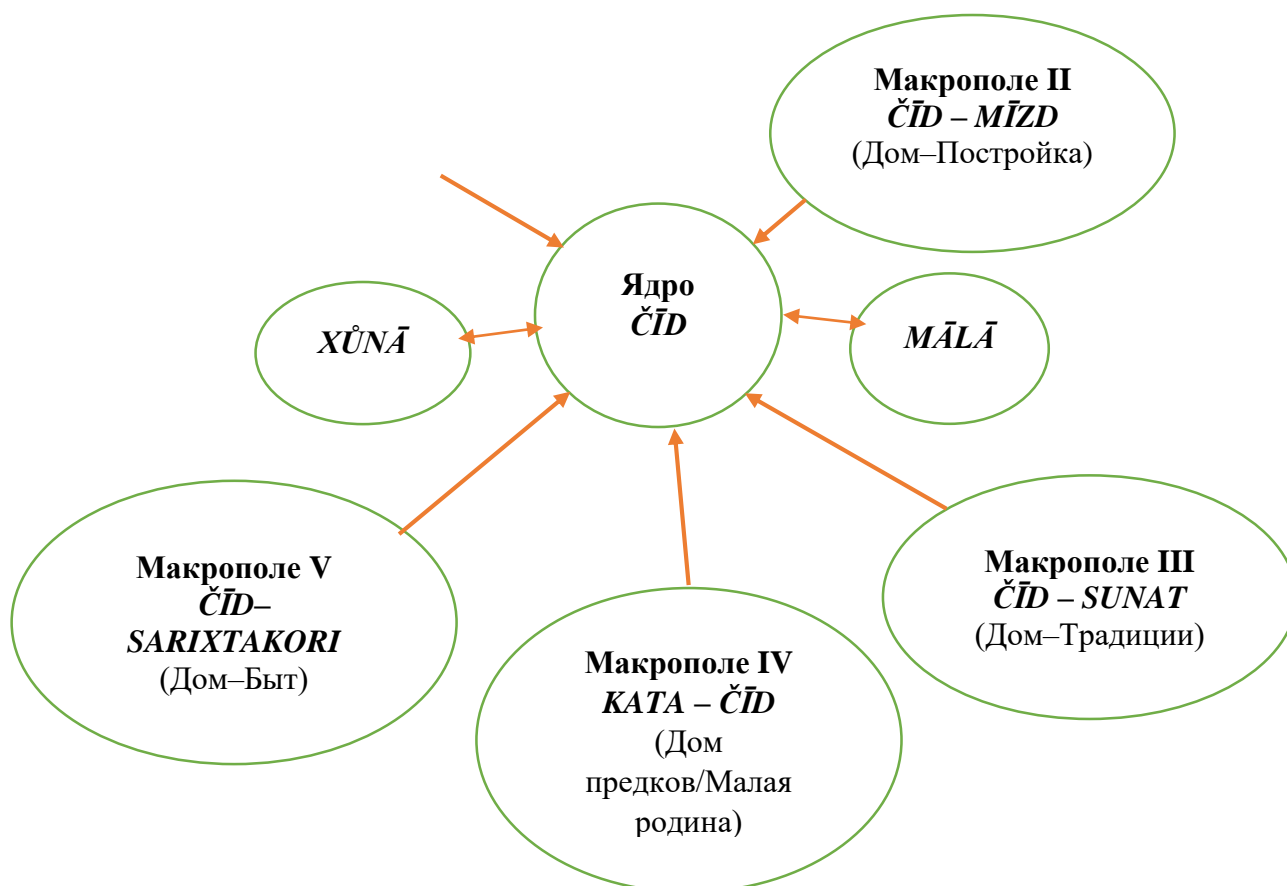 Макрополе II
ČĪD – MĪZD
(Дом–Постройка)
Ядро
ČĪD
XŮNĀ
MĀLĀ
Макрополе V
ČĪD–
SARIXTAKORI
(Дом–Быт)
Макрополе IV
KATA – ČĪD
(Дом
предков/Малая
родина)
Макрополе III
ČĪD – SUNAT
(Дом–Традиции)